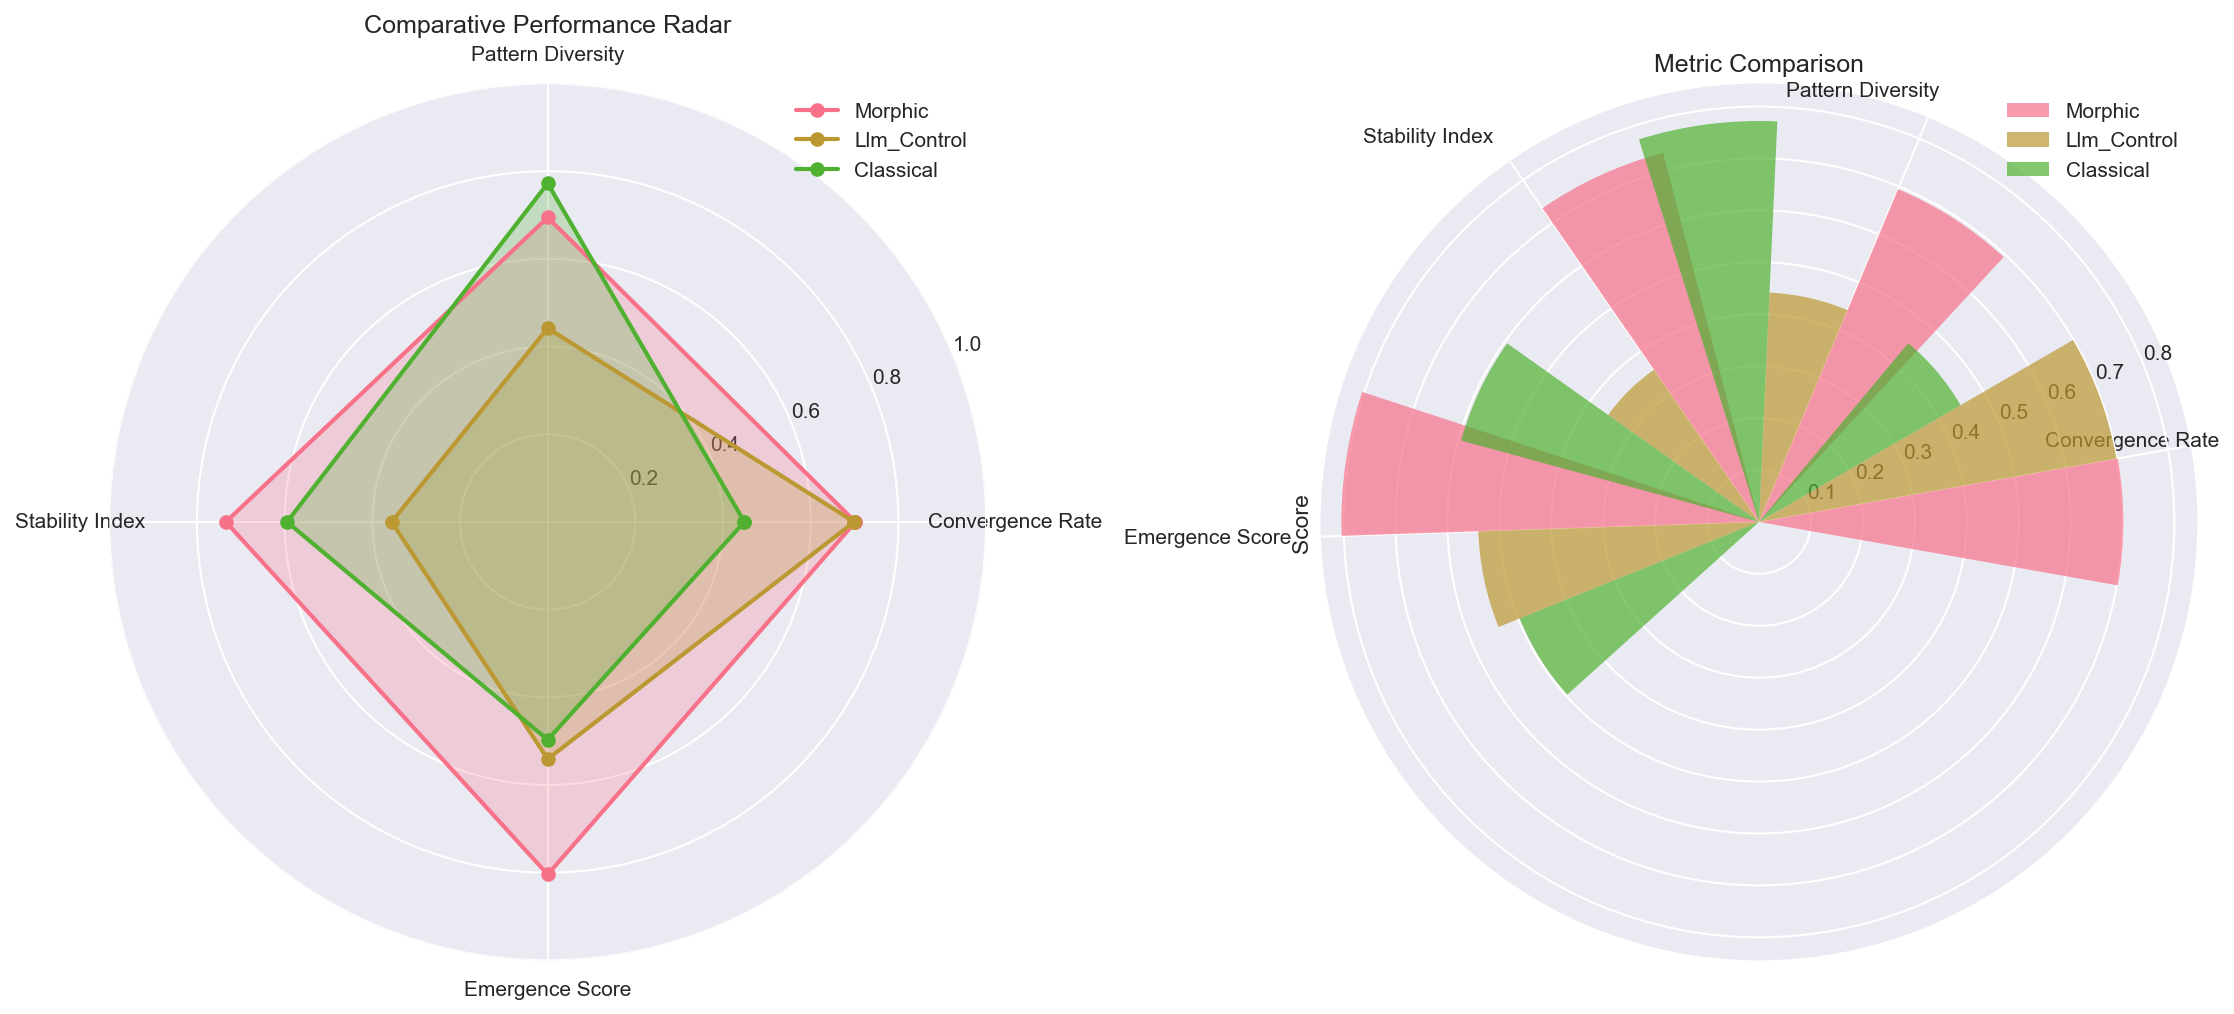 Comparative Performance Radar
Pattern Diversity
Morphic
Llm_Control
Classical
1.0
0.8
0.6
0.4
0.2
Stability Index
Convergence Rate
Emergence Score
Metric Comparison
Pattern Diversity
Morphic
Llm_Control
Classical
Stability Index
0.8
0.7
0.6
0.5
0.4
0.3
0.2
0.1
Convergence Rate
Emergence Score
Score